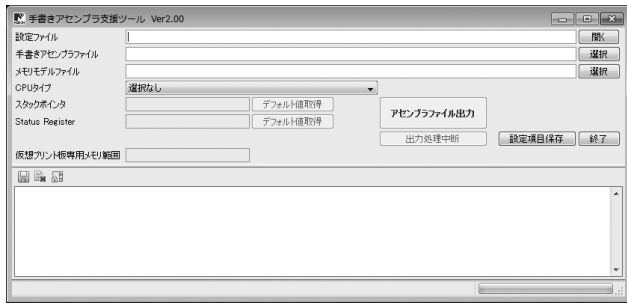 手書きアセンブラ支援ツール Ver2.00
設定ファイル 開く
手書きアセンブラファイル 選択
メモリモデルファイル 選択
CPUタイプ 選択なし
スタックポインタ デフォルト値取得
Status Register デフォルト値取得
アセンブラファイル出力
出力処理中断 設定項目保存 終了
仮想プリント板専用メモリ範囲